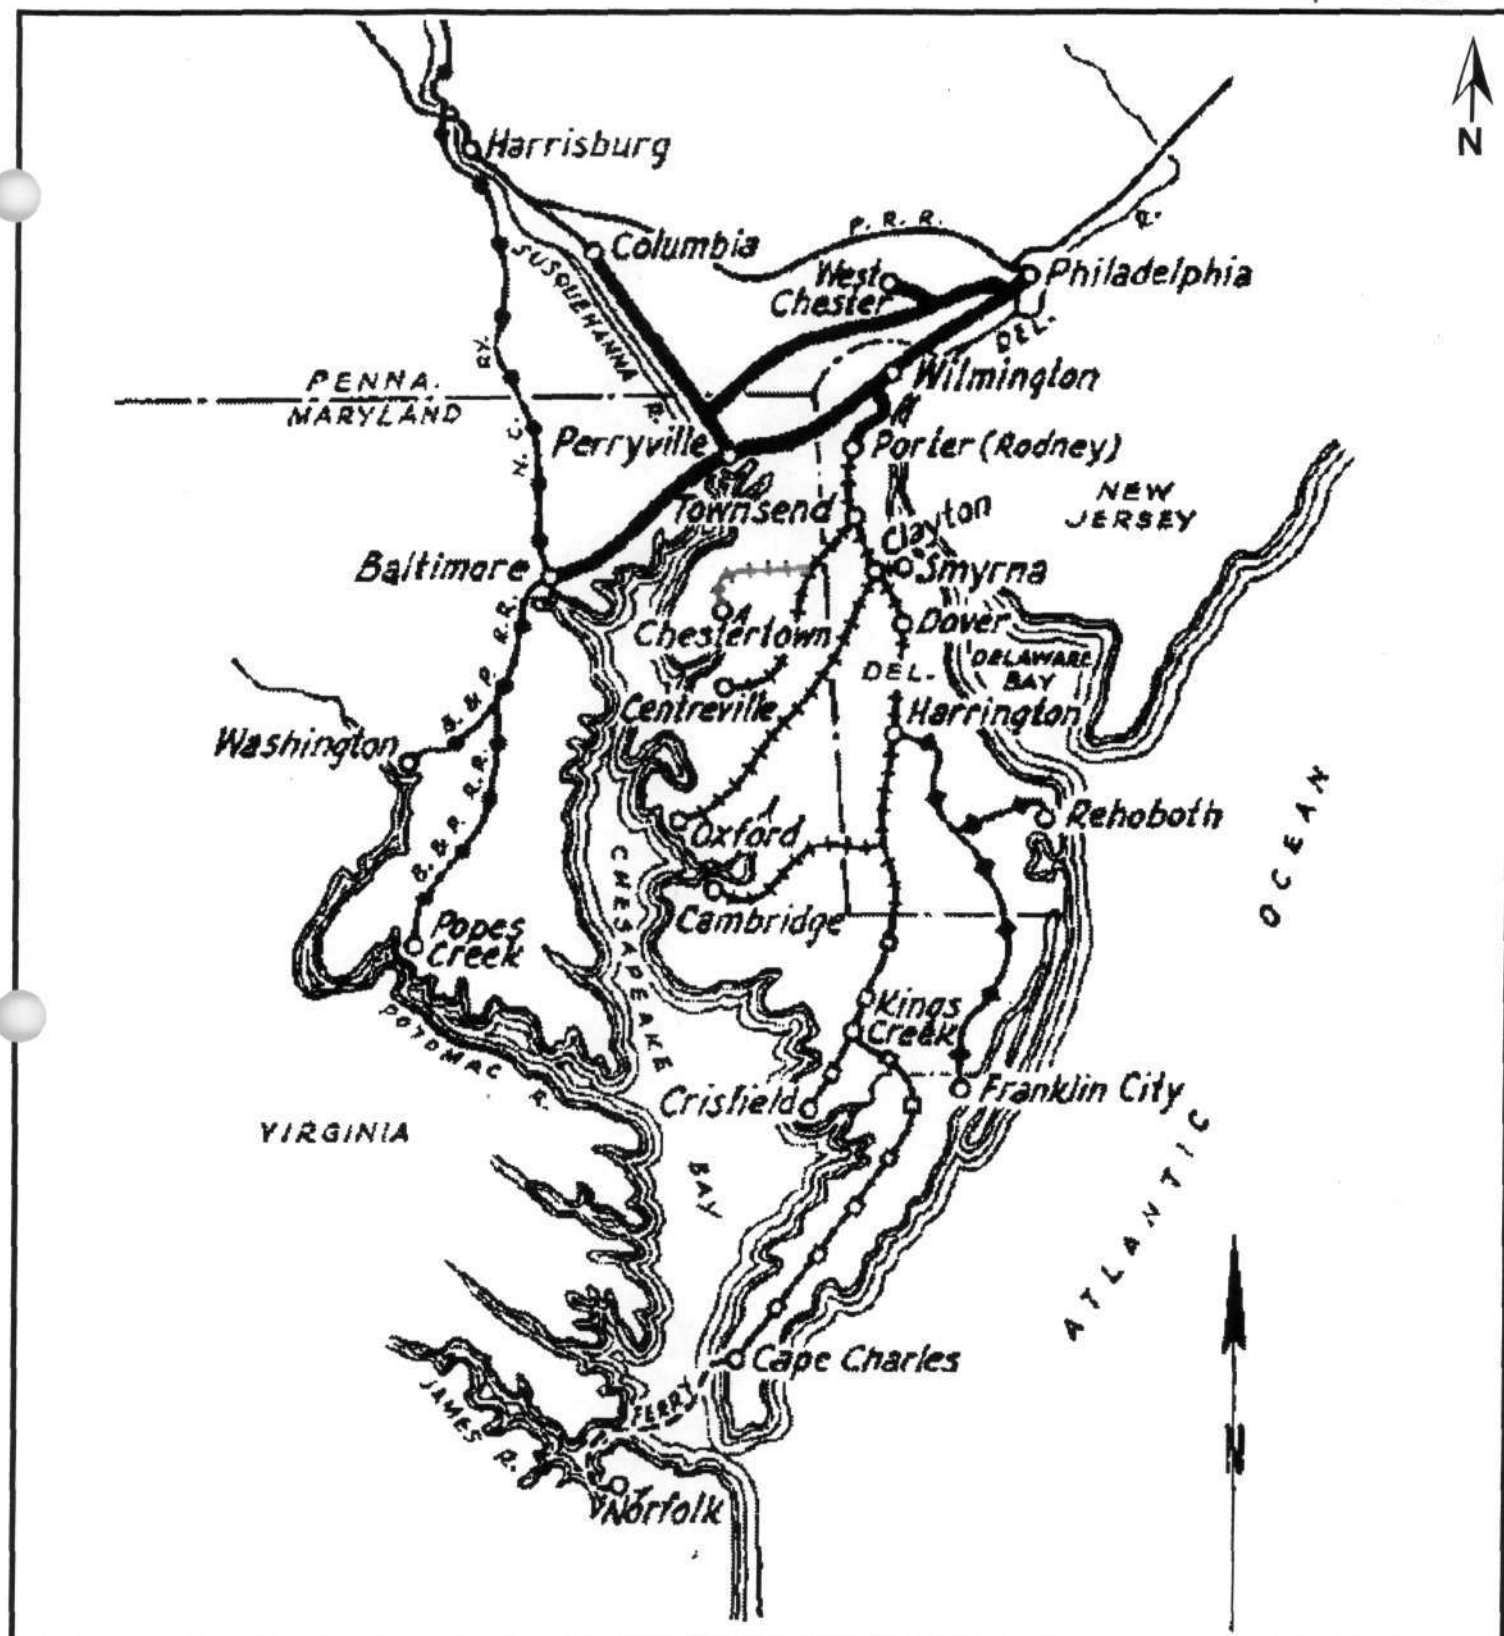 N
Harrisburg
Columbia
P. R. R.
West
Chester
Philadelphia
R.
DEL.
SUSQUEHANNA
R.
RY.
N. C.
PENNA.
MARYLAND
Wilmington
Perryville
Porter (Rodney)
Townsend
Clayton
NEW
JERSEY
Baltimore
Smyrna
Chestertown
Dover
DELAWARE
BAY
DEL.
B. & P. R.R.
Centreville
Harrington
Washington
B. & P. R.R.
Oxford
Rehoboth
CHESAPEAKE
BAY
Cambridge
Popes
Creek
POTOMAC R.
Kings
Creek
Crisfield
Franklin City
VIRGINIA
ATLANTIC
OCEAN
Cape Charles
FERRY
JAMES R.
Norfolk
N